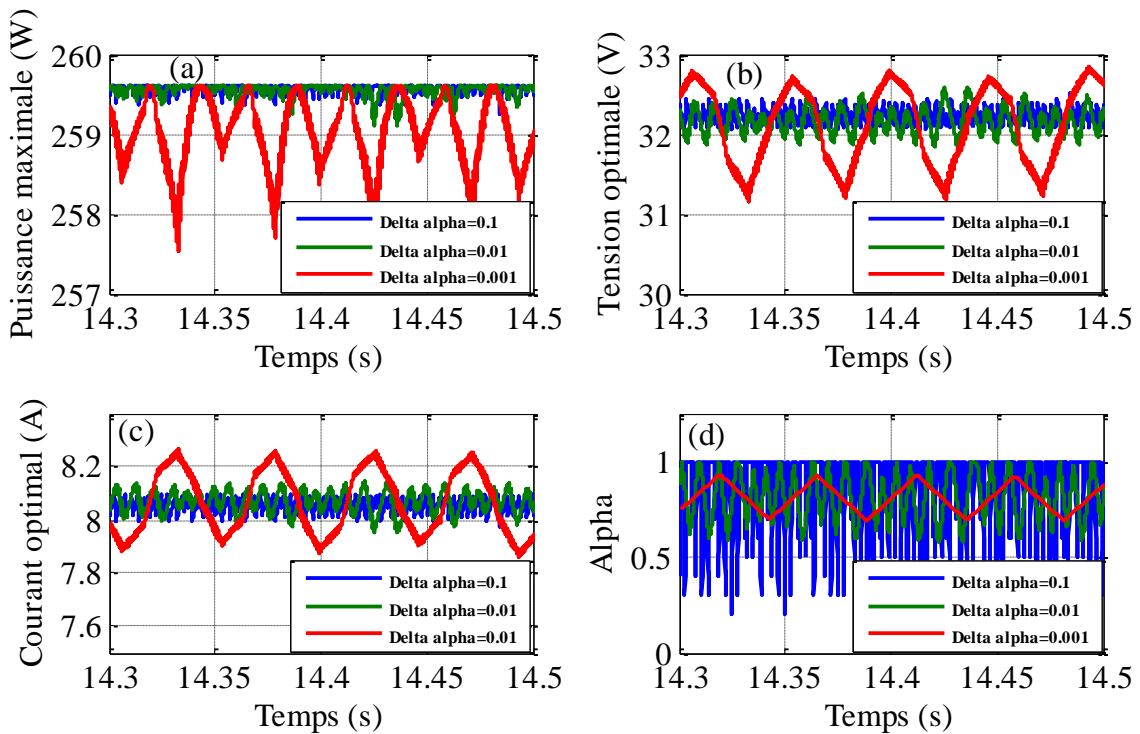 Puissance maximale (W)
260
259
258
257
(a)
Delta alpha=0.1
Delta alpha=0.01
Delta alpha=0.001
14.3 14.35 14.4 14.45 14.5
Temps (s)
Tension optimale (V)
33
32
31
30
(b)
Delta alpha=0.1
Delta alpha=0.01
Delta alpha=0.001
14.3 14.35 14.4 14.45 14.5
Temps (s)
Courant optimal (A)
8.2
8
7.8
7.6
(c)
Delta alpha=0.1
Delta alpha=0.01
Delta alpha=0.01
14.3 14.35 14.4 14.45 14.5
Temps (s)
Alpha
1
0.5
0
(d)
Delta alpha=0.1
Delta alpha=0.01
Delta alpha=0.001
14.3 14.35 14.4 14.45 14.5
Temps (s)